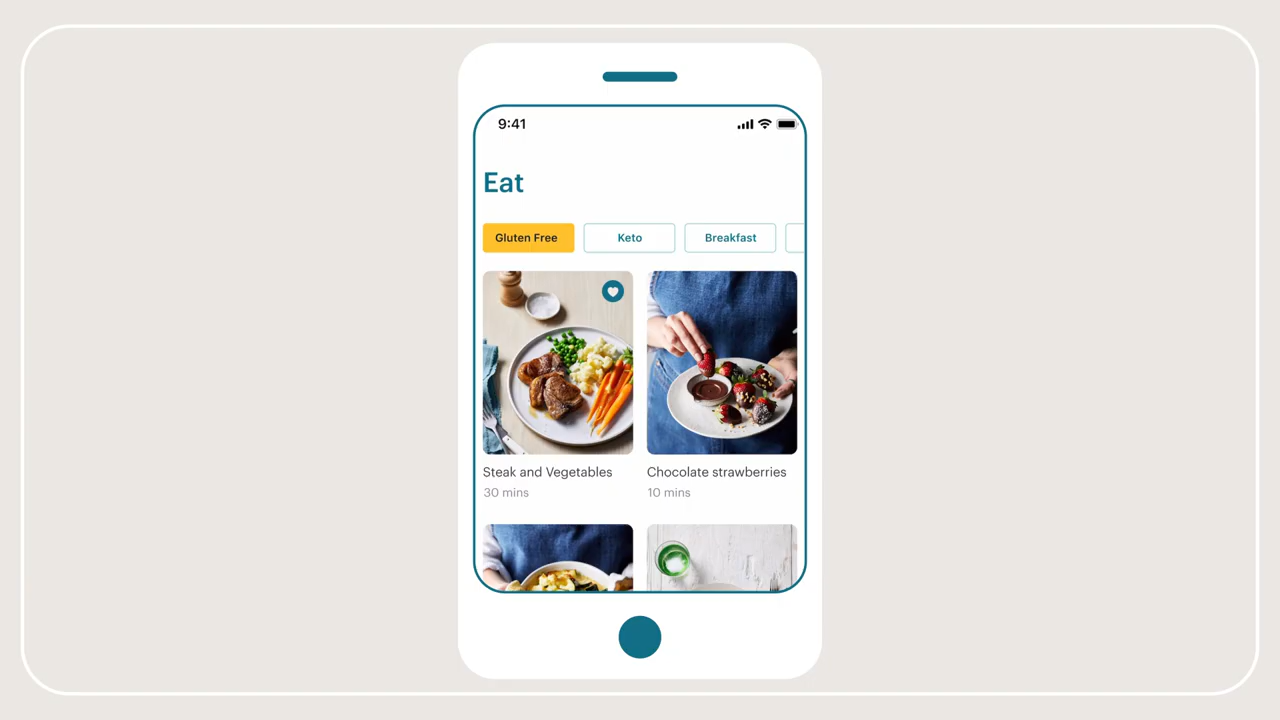 9:41
Eat
Gluten Free
Keto
Breakfast
Steak and Vegetables
Chocolate strawberries
30 mins
10 mins